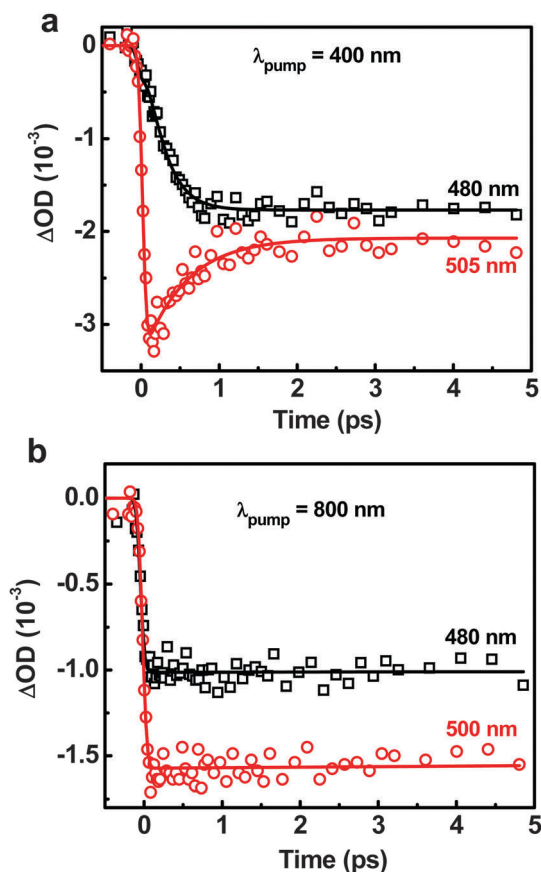 a
λpump = 400 nm
0
-1
-2
-3
ΔOD (10⁻³)
480 nm
505 nm
0 1 2 3 4 5
Time (ps)
b
λpump = 800 nm
0.0
-0.5
-1.0
-1.5
ΔOD (10⁻³)
480 nm
500 nm
0 1 2 3 4 5
Time (ps)